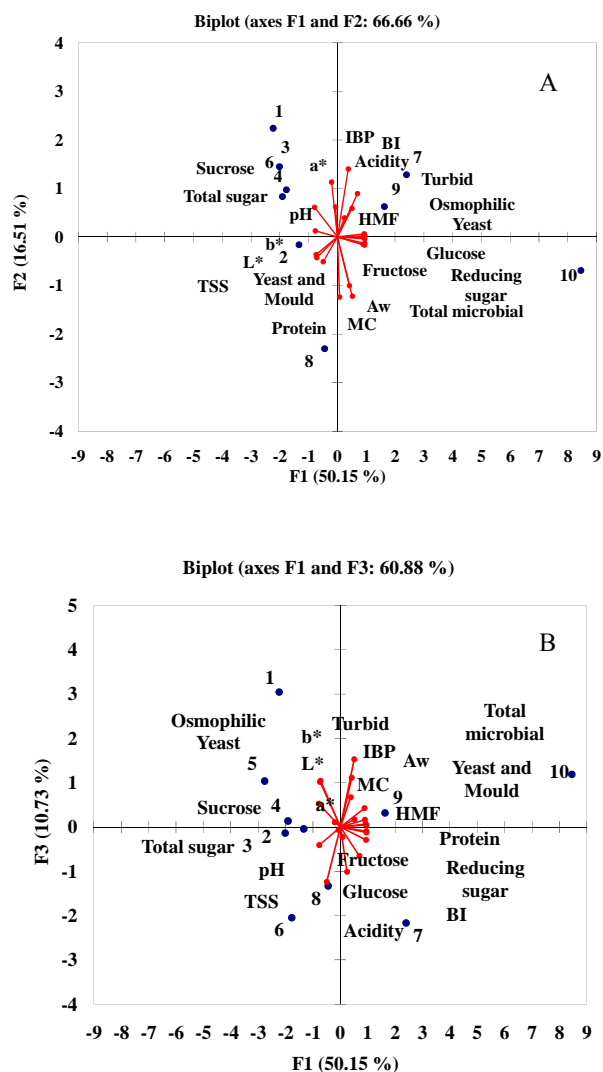 Biplot (axes F1 and F2: 66.66 %)
A
4
3
2
1
0
-1
-2
-3
-4
F2 (16.51 %)
1
3
6
4
Sucrose
Total sugar
a*
IBP
BI
Acidity
7
9
Turbid
pH
HMF
Osmophilic
Yeast
b*
2
L*
TSS
Yeast and
Mould
Protein
8
Fructose
Glucose
Reducing
sugar
10
Total microbial
Aw
MC
-9 -8 -7 -6 -5 -4 -3 -2 -1 0 1 2 3 4 5 6 7 8 9
F1 (50.15 %)
Biplot (axes F1 and F3: 60.88 %)
B
5
4
3
2
1
0
-1
-2
-3
-4
F3 (10.73 %)
1
Osmophilic
Yeast
5
b*
Turbid
L*
IBP
Aw
Total
microbial
Yeast and
Mould
10
MC
Sucrose
4
a*
9
HMF
Total sugar
3
2
pH
TSS
6
8
Fructose
Glucose
Acidity
7
Protein
Reducing
sugar
BI
-9 -8 -7 -6 -5 -4 -3 -2 -1 0 1 2 3 4 5 6 7 8 9
F1 (50.15 %)